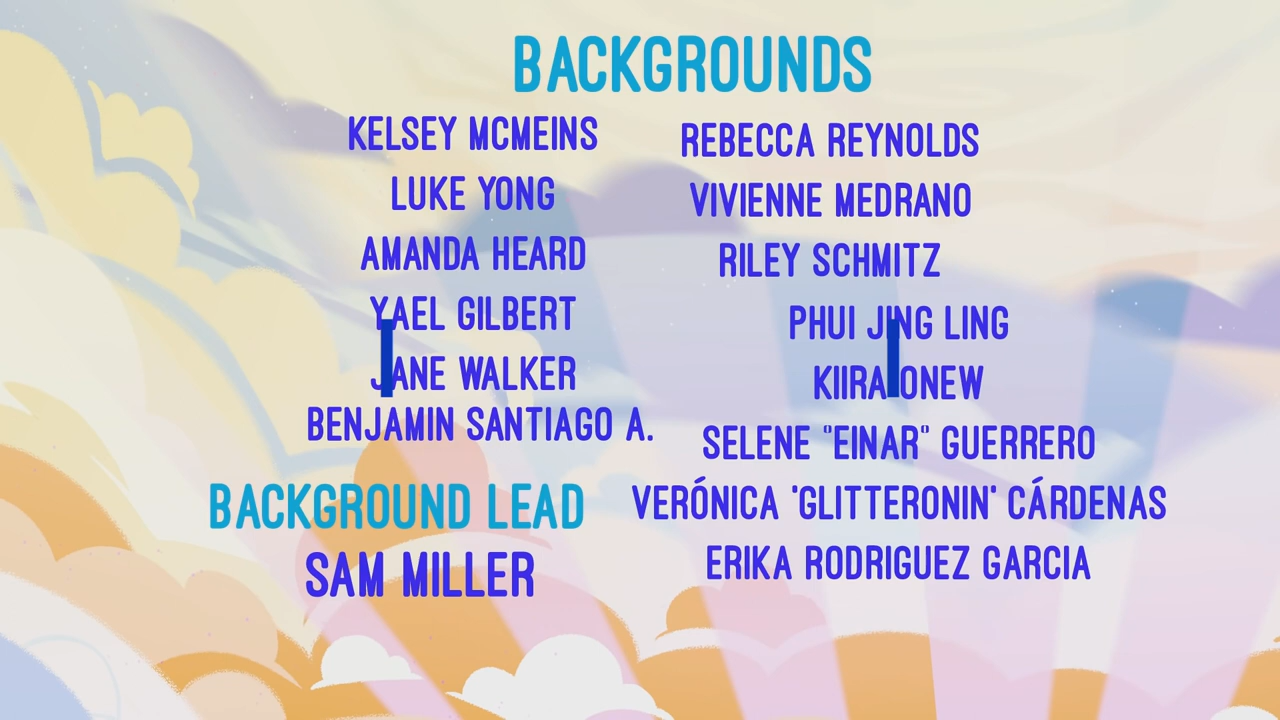 BACKGROUNDS
KELSEY MCMEINS
LUKE YONG
AMANDA HEARD
YAEL GILBERT
JANE WALKER
BENJAMIN SANTIAGO A.
BACKGROUND LEAD
SAM MILLER
REBECCA REYNOLDS
VIVIENNE MEDRANO
RILEY SCHMITZ
PHUI JING LING
KIIRA ONEW
SELENE "EINAR" GUERRERO
VERÓNICA 'GLITTERONIN' CÁRDENAS
ERIKA RODRIGUEZ GARCIA